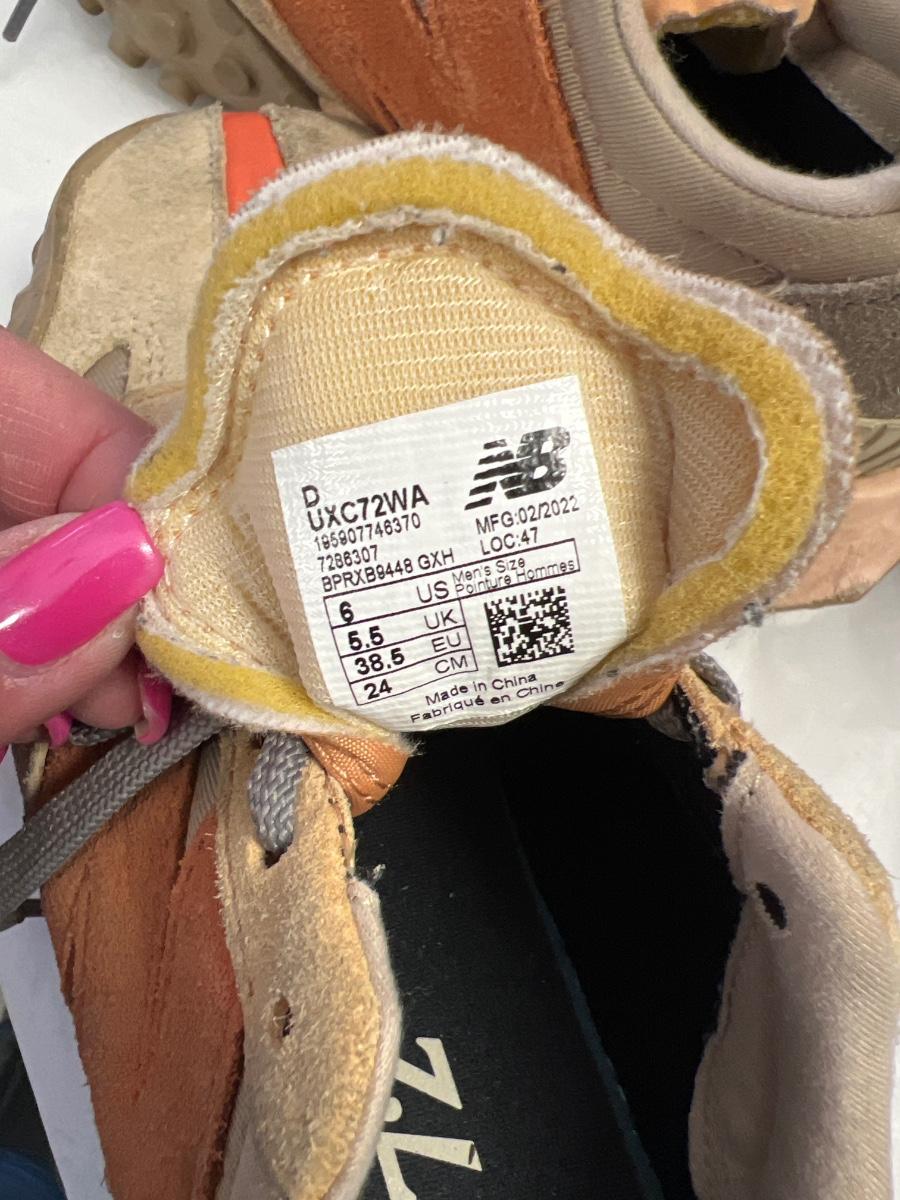 D
UXC72WA
195907746370
7286307
BPRXB9448 GXH
NB
MFG:02/2022
LOC:47
6 US Men's Size
Pointure Hommes
5.5 UK
38.5 EU
24 CM
Made in China
Fabriqué en Chine